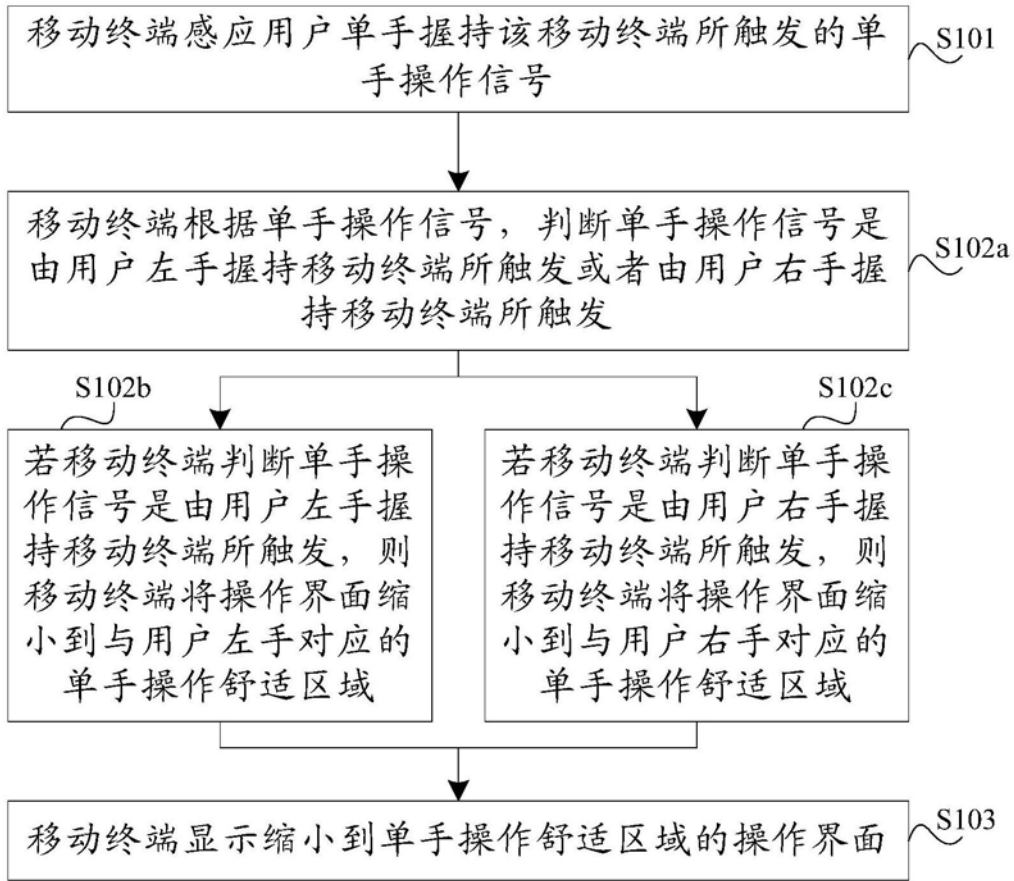 移动终端感应用户单手握持该移动终端所触发的单
手操作信号
S101
移动终端根据单手操作信号，判断单手操作信号是
由用户左手握持移动终端所触发或者由用户右手握
持移动终端所触发
S102a
S102b
若移动终端判断单手操
作信号是由用户左手握
持移动终端所触发，则
移动终端将操作界面缩
小到与用户左手对应的
单手操作舒适区域
S102c
若移动终端判断单手操
作信号是由用户右手握
持移动终端所触发，则
移动终端将操作界面缩
小到与用户右手对应的
单手操作舒适区域
移动终端显示缩小到单手操作舒适区域的操作界面
S103